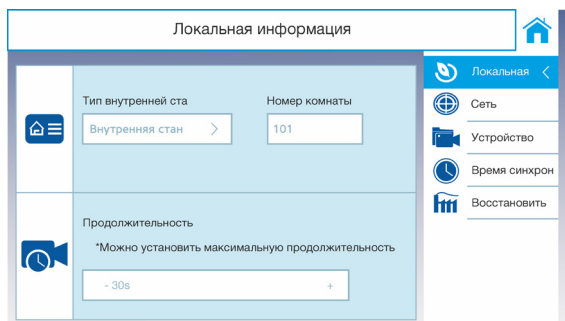 Локальная информация
Локальная
Тип внутренней ста
Номер комнаты
Сеть
Внутренняя стан
101
Устройство
Время синхрон
Восстановить
Продолжительность
*Можно установить максимальную продолжительность
- 30s +